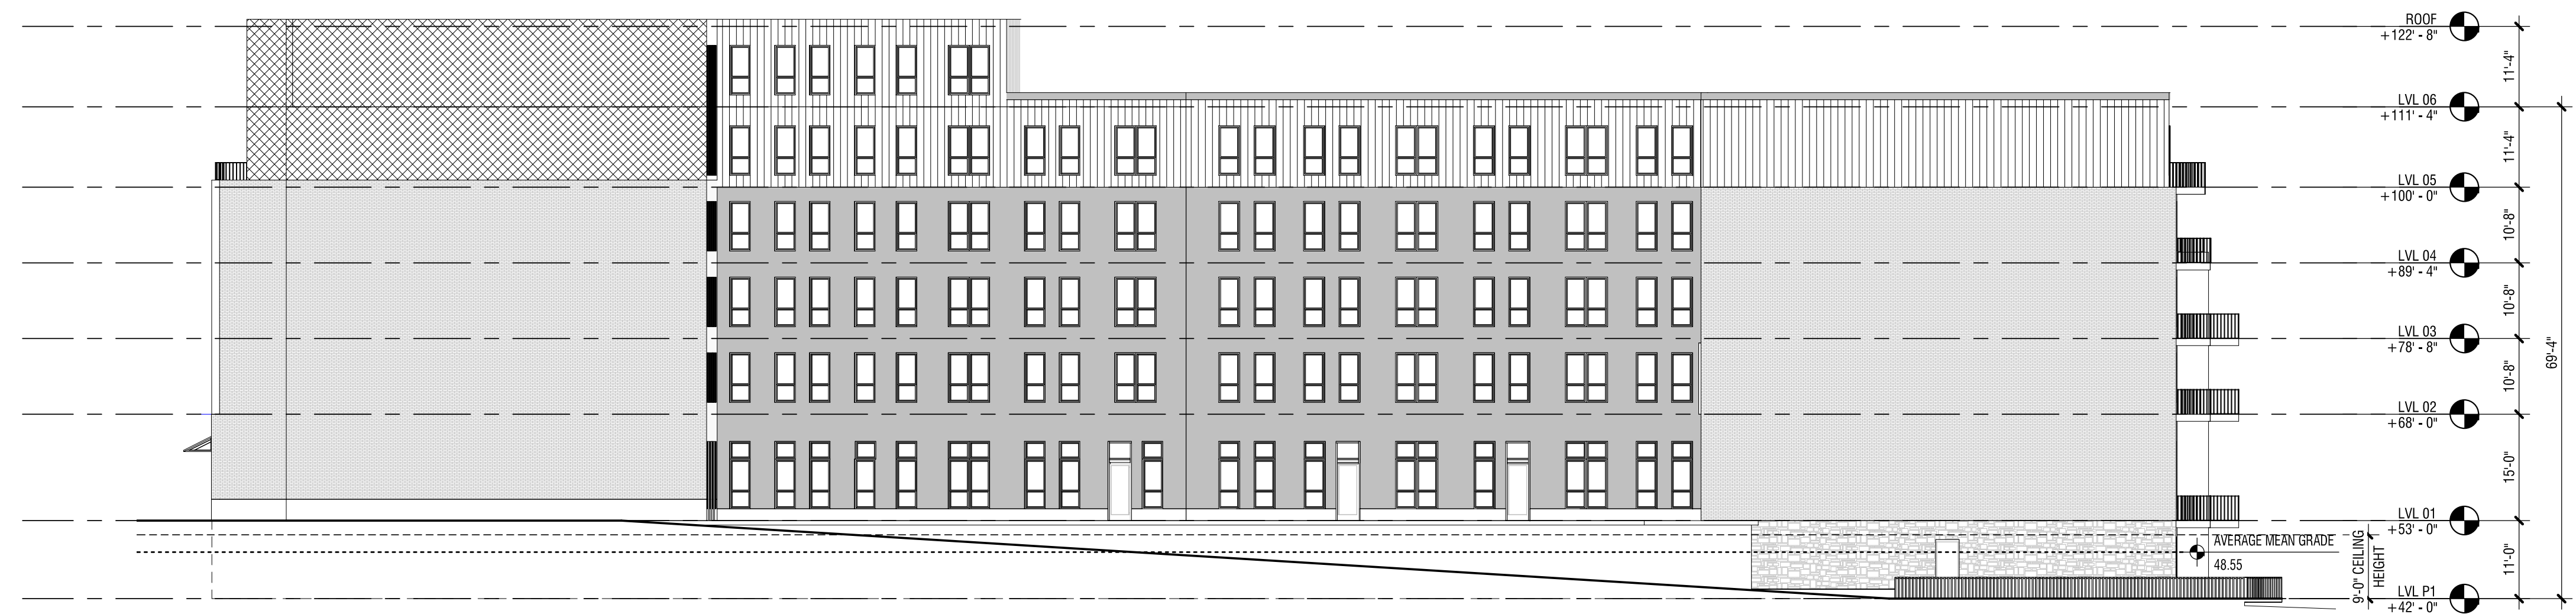 ROOF
+122' - 8"
11'-4"
LVL 06
+111' - 4"
11'-4"
LVL 05
+100' - 0"
10'-8"
LVL 04
+89' - 4"
10'-8"
LVL 03
+78' - 8"
69'-4"
10'-8"
LVL 02
+68' - 0"
15'-0"
LVL 01
+53' - 0"
AVERAGE MEAN GRADE
48.55
9'-0" CEILING
HEIGHT
11'-0"
LVL P1
+42' - 0"